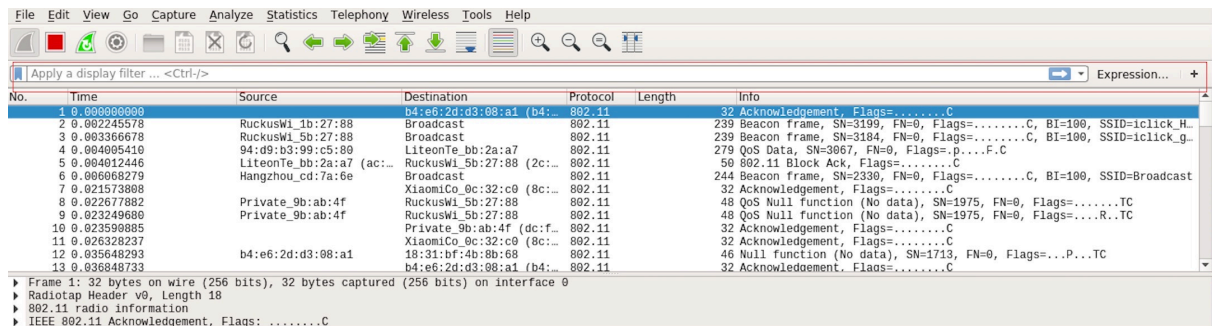 File Edit View Go Capture Analyze Statistics Telephony Wireless Tools Help
Apply a display filter ... <Ctrl-/> Expression... +
No. Time Source Destination Protocol Length Info
1 0.000000000 b4:e6:2d:d3:08:a1 (b4:… 802.11 32 Acknowledgement, Flags=........C
2 0.002245578 RuckusWi_1b:27:88 Broadcast 802.11 239 Beacon frame, SN=3199, FN=0, Flags=........C, BI=100, SSID=iclick_H…
3 0.003366678 RuckusWi_5b:27:88 Broadcast 802.11 239 Beacon frame, SN=3184, FN=0, Flags=........C, BI=100, SSID=iclick_g…
4 0.004005410 94:d9:b3:99:c5:80 LiteonTe_bb:2a:a7 802.11 279 QoS Data, SN=3067, FN=0, Flags=.p....F.C
5 0.004012446 LiteonTe_bb:2a:a7 (ac:… RuckusWi_5b:27:88 (2c:… 802.11 50 802.11 Block Ack, Flags=........C
6 0.006068279 Hangzhou_cd:7a:6e Broadcast 802.11 244 Beacon frame, SN=2330, FN=0, Flags=........C, BI=100, SSID=Broadcast
7 0.021573808 XiaomiCo_0c:32:c0 (8c:… 802.11 32 Acknowledgement, Flags=........C
8 0.022677882 Private_9b:ab:4f RuckusWi_5b:27:88 802.11 48 QoS Null function (No data), SN=1975, FN=0, Flags=.......TC
9 0.023249680 Private_9b:ab:4f RuckusWi_5b:27:88 802.11 48 QoS Null function (No data), SN=1975, FN=0, Flags=....R..TC
10 0.023590885 Private_9b:ab:4f (dc:f… 802.11 32 Acknowledgement, Flags=........C
11 0.026328237 XiaomiCo_0c:32:c0 (8c:… 802.11 32 Acknowledgement, Flags=........C
12 0.035648293 b4:e6:2d:d3:08:a1 18:31:bf:4b:8b:68 802.11 46 Null function (No data), SN=1713, FN=0, Flags=...P...TC
13 0.036848733 b4:e6:2d:d3:08:a1 (b4:… 802.11 32 Acknowledgement, Flags=........C
Frame 1: 32 bytes on wire (256 bits), 32 bytes captured (256 bits) on interface 0
Radiotap Header v0, Length 18
802.11 radio information
IEEE 802.11 Acknowledgement, Flags: ........C